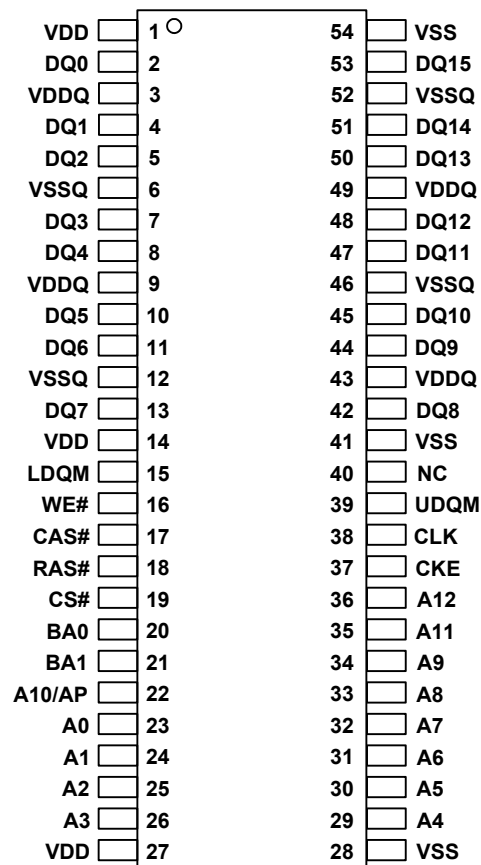 VDD 1 54 VSS
DQ0 2 53 DQ15
VDDQ 3 52 VSSQ
DQ1 4 51 DQ14
DQ2 5 50 DQ13
VSSQ 6 49 VDDQ
DQ3 7 48 DQ12
DQ4 8 47 DQ11
VDDQ 9 46 VSSQ
DQ5 10 45 DQ10
DQ6 11 44 DQ9
VSSQ 12 43 VDDQ
DQ7 13 42 DQ8
VDD 14 41 VSS
LDQM 15 40 NC
WE# 16 39 UDQM
CAS# 17 38 CLK
RAS# 18 37 CKE
CS# 19 36 A12
BA0 20 35 A11
BA1 21 34 A9
A10/AP 22 33 A8
A0 23 32 A7
A1 24 31 A6
A2 25 30 A5
A3 26 29 A4
VDD 27 28 VSS